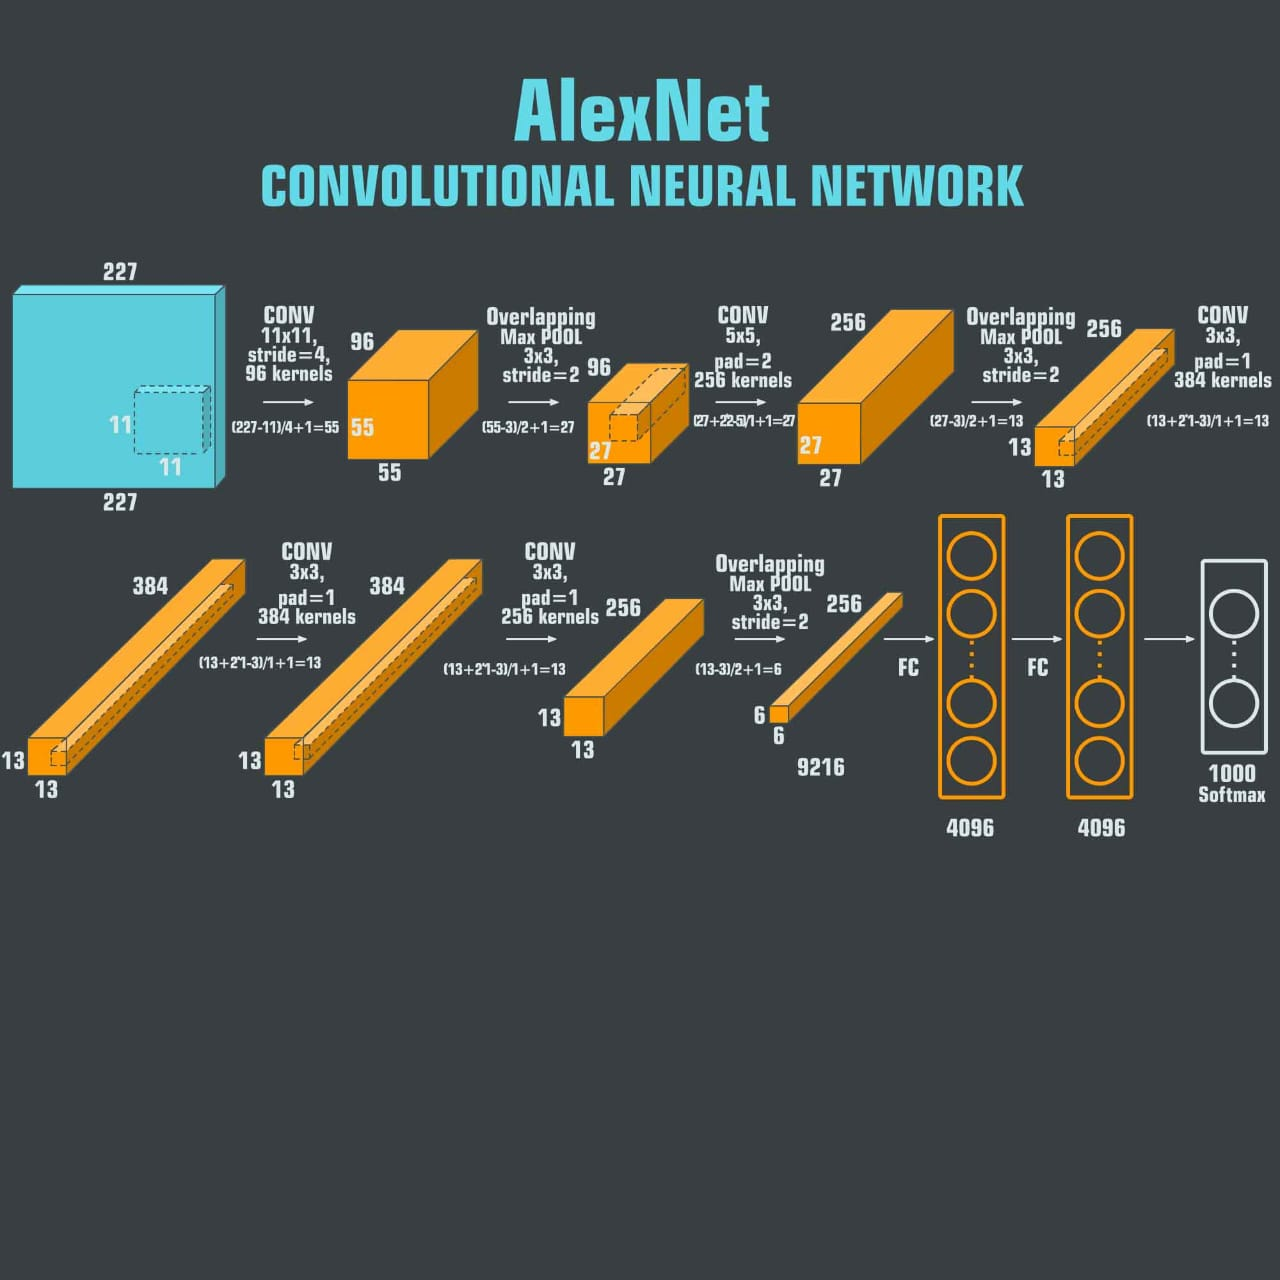 AlexNet
CONVOLUTIONAL NEURAL NETWORK
227
11
11
227
CONV
11x11,
stride=4,
96 kernels
(227-11)/4+1=55
96
55
55
Overlapping
Max POOL
3x3,
stride=2
(55-3)/2+1=27
96
27
27
CONV
5x5,
pad=2
256 kernels
(27+2*2-5)/1+1=27
256
27
27
Overlapping
Max POOL
3x3,
stride=2
(27-3)/2+1=13
256
13
13
CONV
3x3,
pad=1
384 kernels
(13+2*1-3)/1+1=13
384
13
13
CONV
3x3,
pad=1
384 kernels
(13+2*1-3)/1+1=13
384
13
13
CONV
3x3,
pad=1
256 kernels
(13+2*1-3)/1+1=13
256
13
13
Overlapping
Max POOL
3x3,
stride=2
(13-3)/2+1=6
256
6
6
9216
FC
4096
FC
4096
1000
Softmax